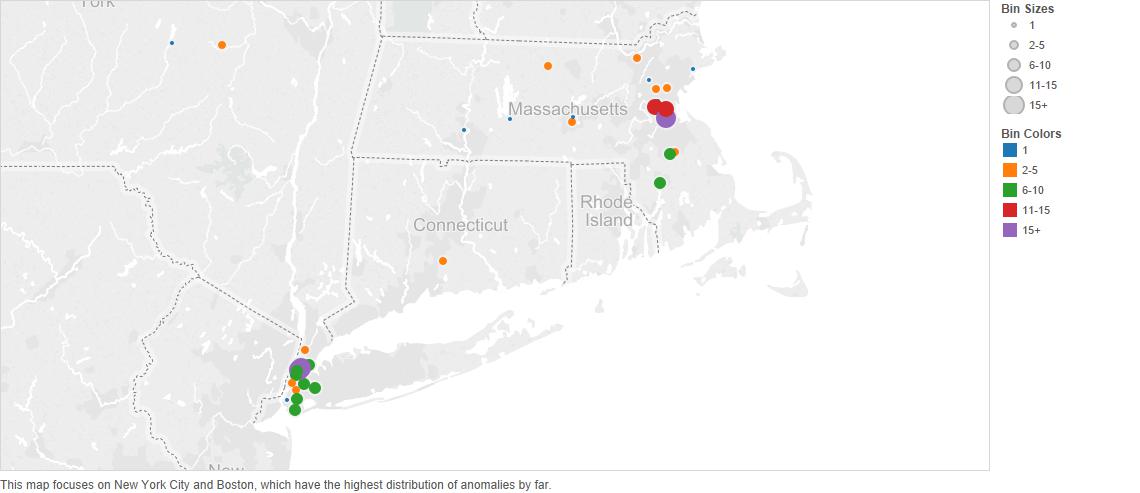 York
Bin Sizes
1
2-5
6-10
11-15
15+
Massachusetts
Bin Colors
1
2-5
6-10
11-15
15+
Rhode
Island
Connecticut
New
This map focuses on New York City and Boston, which have the highest distribution of anomalies by far.